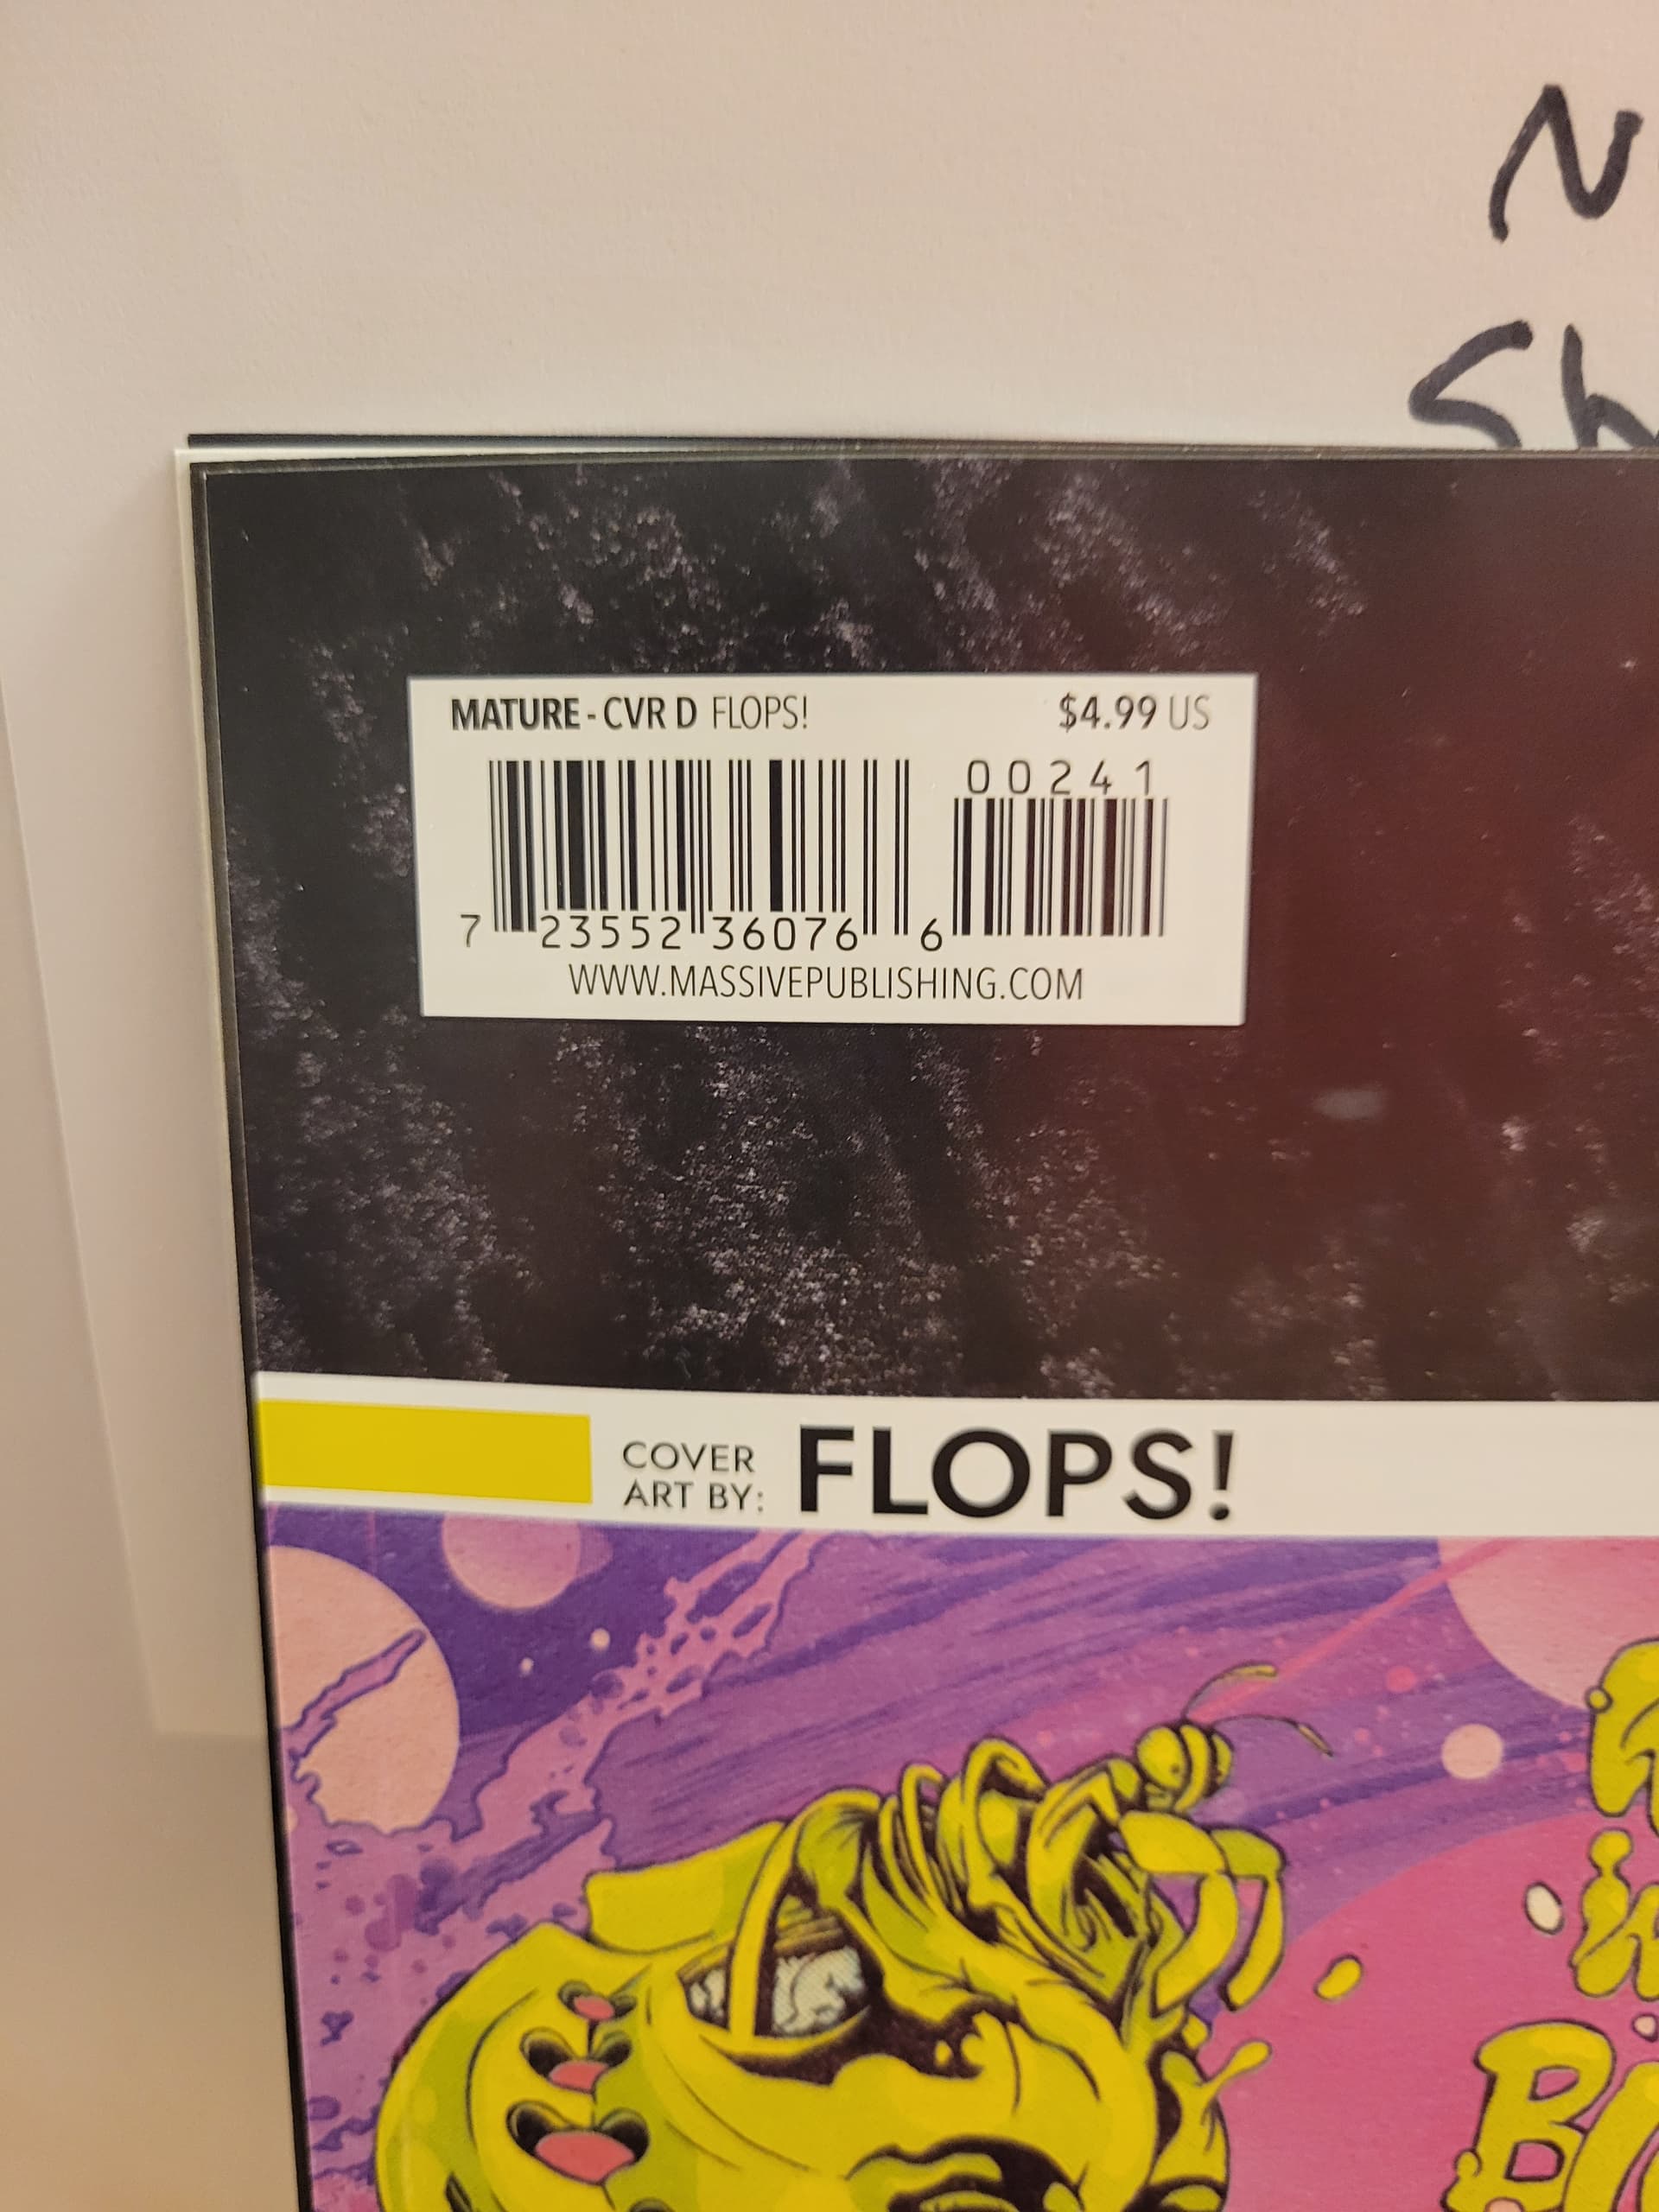 MATURE - CVR D FLOPS! $4.99 US
00241
7 23552 36076 6
WWW.MASSIVEPUBLISHING.COM
COVER
ART BY: FLOPS!